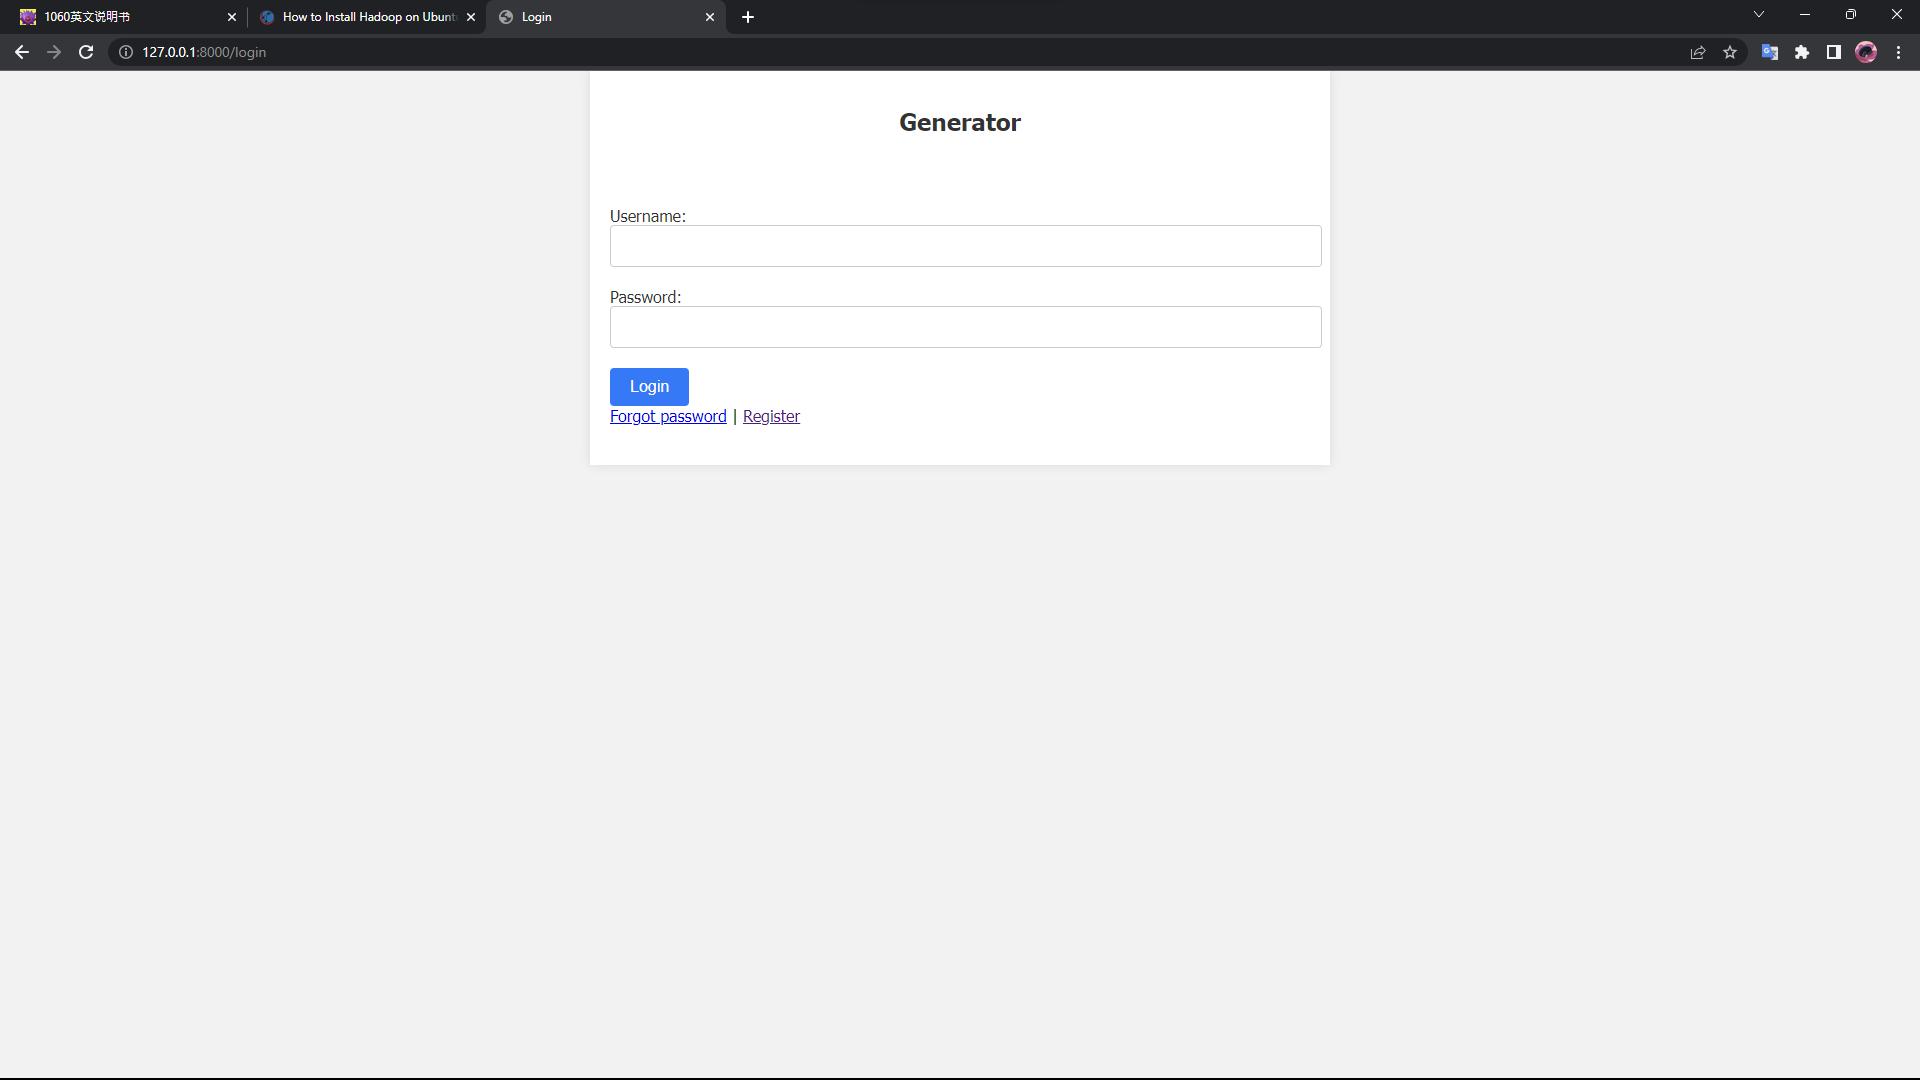 1060英文说明书
How to Install Hadoop on Ubunt
Login
127.0.0.1:8000/login
Generator
Username:
Password:
Login
Forgot password | Register